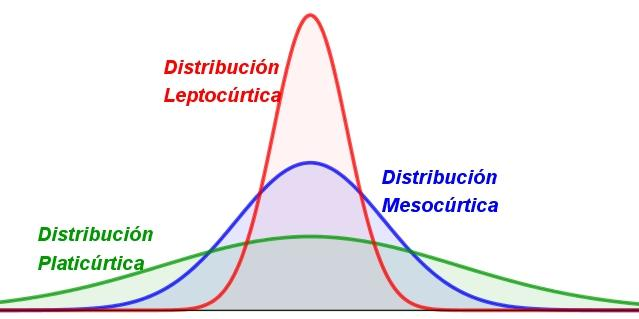 Distribución
Leptocúrtica
Distribución
Mesocúrtica
Distribución
Platicúrtica